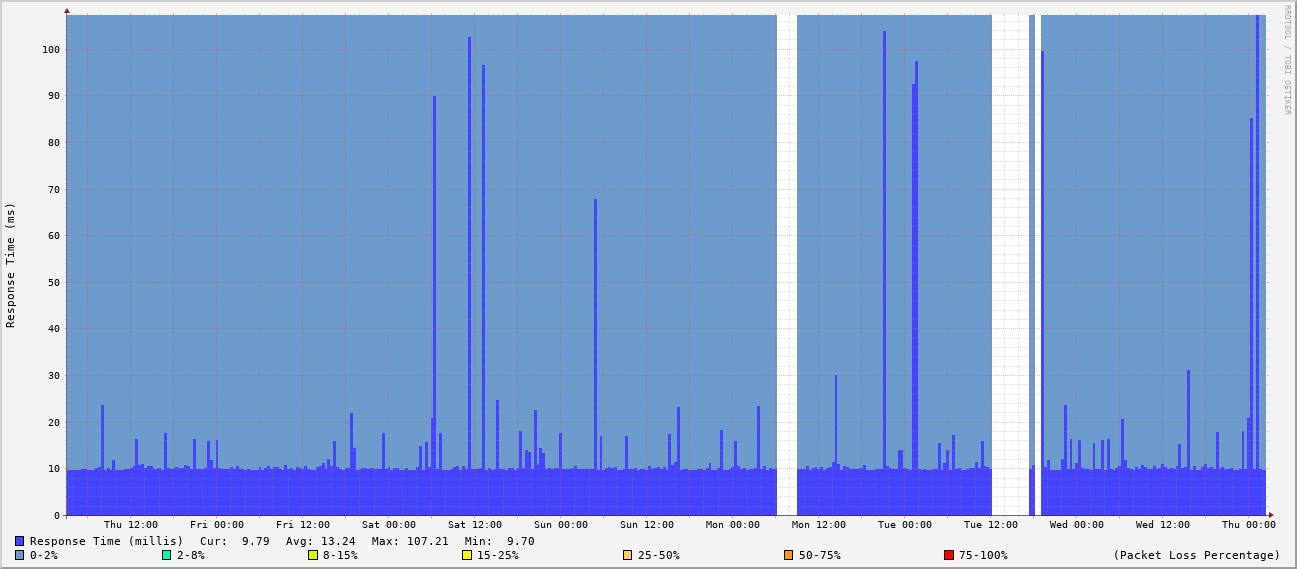 RRDTOOL / TOBI OETIKER
Response Time (ms)
100
90
80
70
60
50
40
30
20
10
0
Thu 12:00 Fri 00:00 Fri 12:00 Sat 00:00 Sat 12:00 Sun 00:00 Sun 12:00 Mon 00:00 Mon 12:00 Tue 00:00 Tue 12:00 Wed 00:00 Wed 12:00 Thu 00:00
Response Time (millis) Cur: 9.79 Avg: 13.24 Max: 107.21 Min: 9.70
0-2% 2-8% 8-15% 15-25% 25-50% 50-75% 75-100% (Packet Loss Percentage)